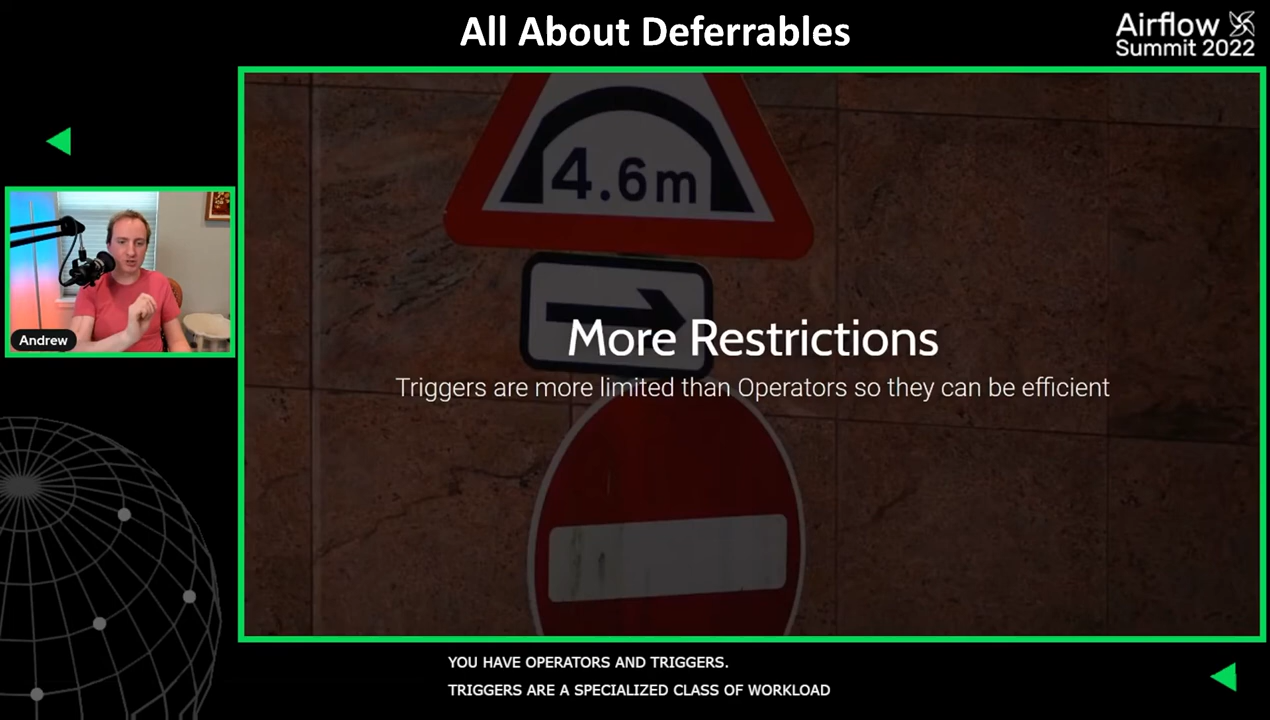 All About Deferrables
Airflow
Summit 2022
4.6m
More Restrictions
Triggers are more limited than Operators so they can be efficient
Andrew
YOU HAVE OPERATORS AND TRIGGERS.
TRIGGERS ARE A SPECIALIZED CLASS OF WORKLOAD